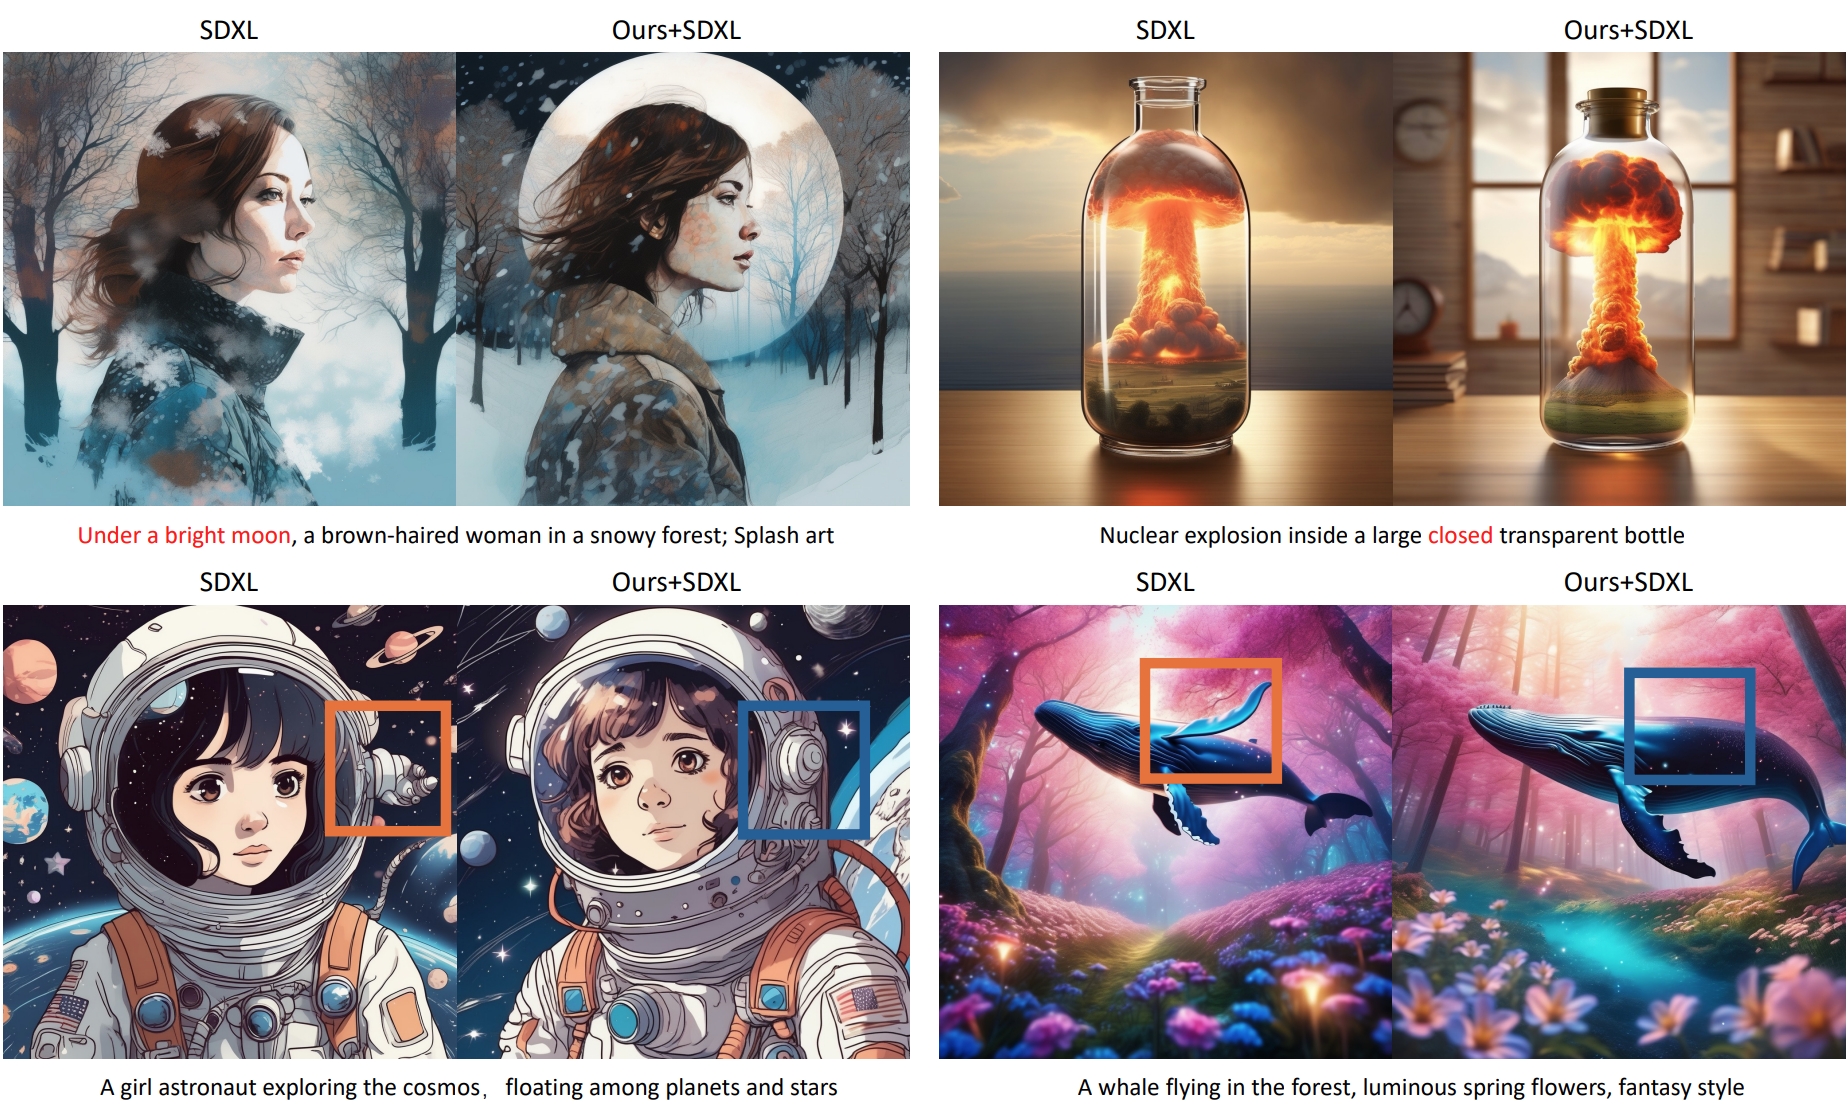 SDXL Ours+SDXL SDXL Ours+SDXL
Under a bright moon, a brown-haired woman in a snowy forest; Splash art
Nuclear explosion inside a large closed transparent bottle
SDXL Ours+SDXL SDXL Ours+SDXL
A girl astronaut exploring the cosmos, floating among planets and stars
A whale flying in the forest, luminous spring flowers, fantasy style